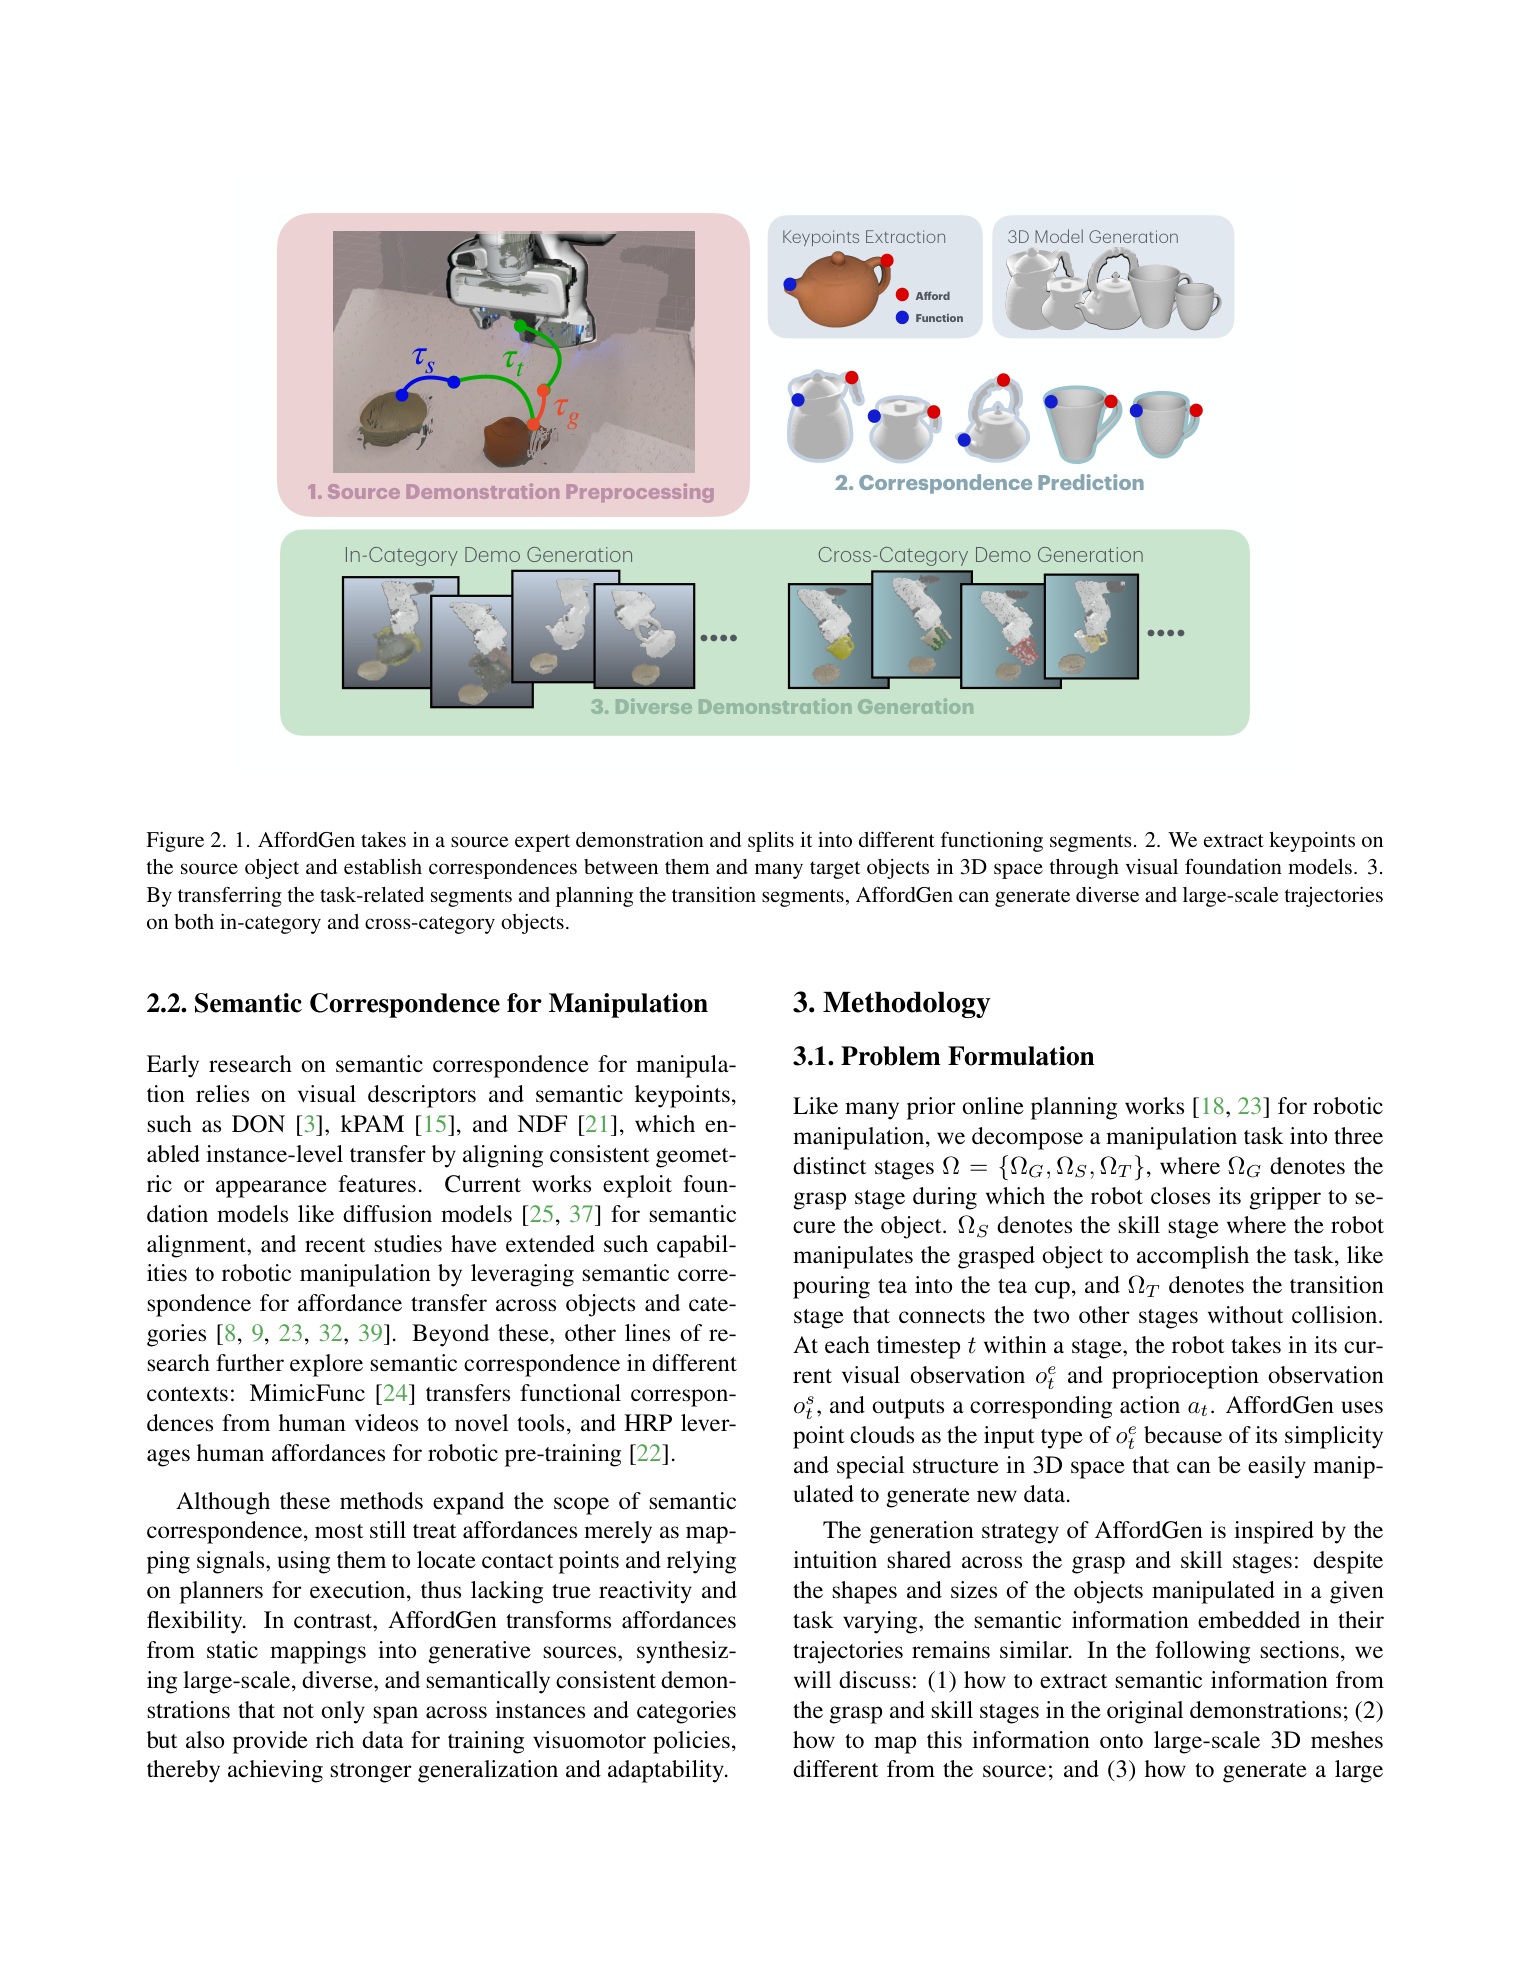 τs
τt
τg
1. Source Demonstration Preprocessing
Keypoints Extraction
Afford
Function
3D Model Generation
2. Correspondence Prediction
In-Category Demo Generation
Cross-Category Demo Generation
3. Diverse Demonstration Generation
Figure 2. 1. AffordGen takes in a source expert demonstration and splits it into different functioning segments. 2. We extract keypoints on
the source object and establish correspondences between them and many target objects in 3D space through visual foundation models. 3.
By transferring the task-related segments and planning the transition segments, AffordGen can generate diverse and large-scale trajectories
on both in-category and cross-category objects.
2.2. Semantic Correspondence for Manipulation
Early research on semantic correspondence for manipula-
tion relies on visual descriptors and semantic keypoints,
such as DON [3], kPAM [15], and NDF [21], which en-
abled instance-level transfer by aligning consistent geomet-
ric or appearance features. Current works exploit foun-
dation models like diffusion models [25, 37] for semantic
alignment, and recent studies have extended such capabil-
ities to robotic manipulation by leveraging semantic corre-
spondence for affordance transfer across objects and cate-
gories [8, 9, 23, 32, 39]. Beyond these, other lines of re-
search further explore semantic correspondence in different
contexts: MimicFunc [24] transfers functional correspon-
dences from human videos to novel tools, and HRP lever-
ages human affordances for robotic pre-training [22].
Although these methods expand the scope of semantic
correspondence, most still treat affordances merely as map-
ping signals, using them to locate contact points and relying
on planners for execution, thus lacking true reactivity and
flexibility. In contrast, AffordGen transforms affordances
from static mappings into generative sources, synthesiz-
ing large-scale, diverse, and semantically consistent demon-
strations that not only span across instances and categories
but also provide rich data for training visuomotor policies,
thereby achieving stronger generalization and adaptability.
3. Methodology
3.1. Problem Formulation
Like many prior online planning works [18, 23] for robotic
manipulation, we decompose a manipulation task into three
distinct stages Ω = {Ω_G, Ω_S, Ω_T}, where Ω_G denotes the
grasp stage during which the robot closes its gripper to se-
cure the object. Ω_S denotes the skill stage where the robot
manipulates the grasped object to accomplish the task, like
pouring tea into the tea cup, and Ω_T denotes the transition
stage that connects the two other stages without collision.
At each timestep t within a stage, the robot takes in its cur-
rent visual observation o_t^e and proprioception observation
o_t^s, and outputs a corresponding action a_t. AffordGen uses
point clouds as the input type of o_t^e because of its simplicity
and special structure in 3D space that can be easily manip-
ulated to generate new data.
The generation strategy of AffordGen is inspired by the
intuition shared across the grasp and skill stages: despite
the shapes and sizes of the objects manipulated in a given
task varying, the semantic information embedded in their
trajectories remains similar. In the following sections, we
will discuss: (1) how to extract semantic information from
the grasp and skill stages in the original demonstrations; (2)
how to map this information onto large-scale 3D meshes
different from the source; and (3) how to generate a large